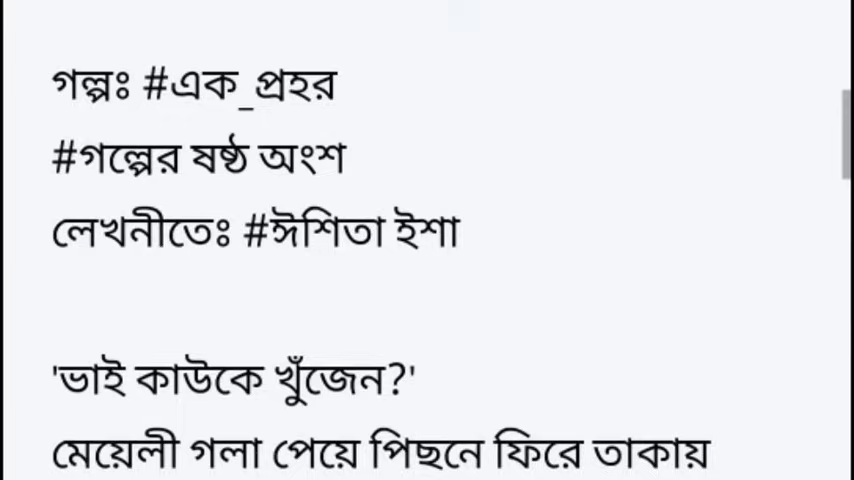 গল্পঃ #এক_প্রহর
#গল্পের ষষ্ঠ অংশ
লেখনীতেঃ #ঈশিতা ইশা
'ভাই কাউকে খুঁজেন?'
মেয়েলী গলা পেয়ে পিছনে ফিরে তাকায়